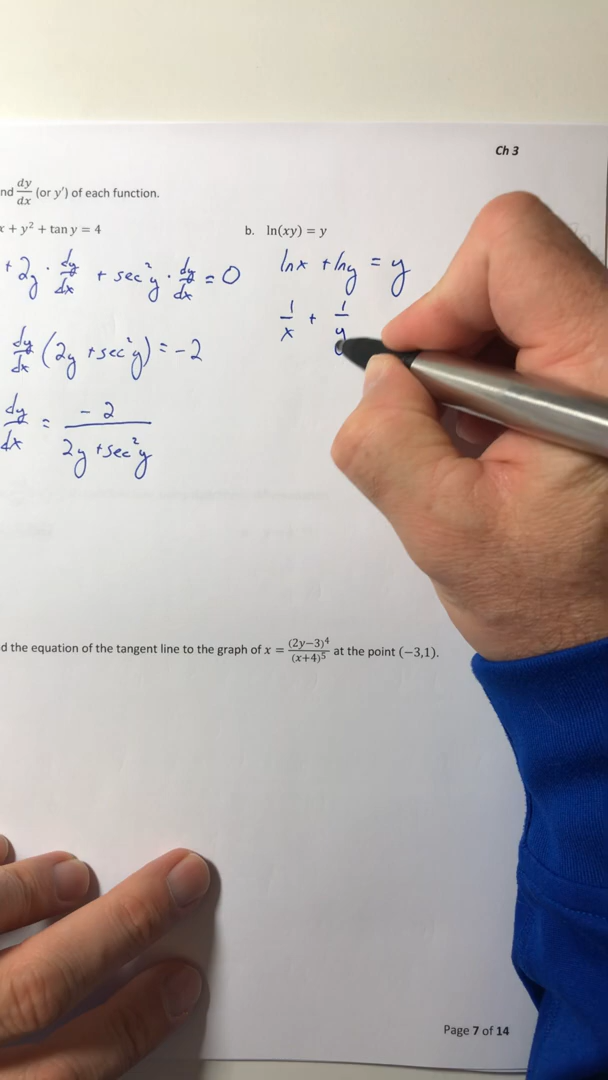 Ch 3
nd dy/dx (or y′) of each function.
x + y² + tan y = 4
b. ln(xy) = y
+ 2y · dy/dx + sec²y · dy/dx = 0
lnx + lny = y
1/x + 1/y
dy/dx (2y + sec²y) = -2
dy/dx = -2/(2y + sec²y)
d the equation of the tangent line to the graph of x = (2y−3)⁴/(x+4)⁵ at the point (−3,1).
Page 7 of 14